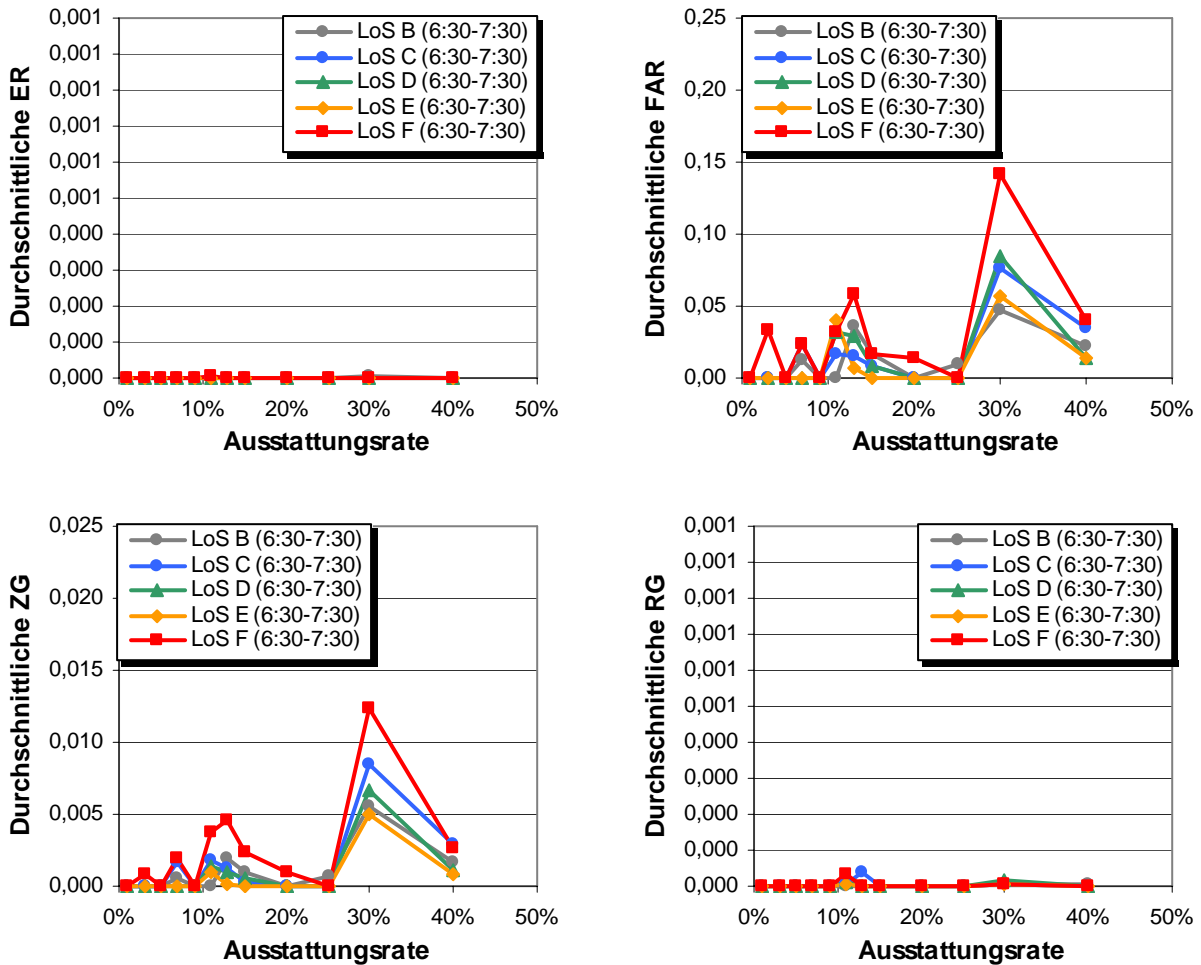 Durchschnittliche ER
0,001
0,001
0,001
0,001
0,001
0,001
0,000
0,000
0,000
0,000
0,000
LoS B (6:30-7:30)
LoS C (6:30-7:30)
LoS D (6:30-7:30)
LoS E (6:30-7:30)
LoS F (6:30-7:30)
0% 10% 20% 30% 40% 50%
Ausstattungsrate
Durchschnittliche FAR
0,25
0,20
0,15
0,10
0,05
0,00
LoS B (6:30-7:30)
LoS C (6:30-7:30)
LoS D (6:30-7:30)
LoS E (6:30-7:30)
LoS F (6:30-7:30)
0% 10% 20% 30% 40% 50%
Ausstattungsrate
Durchschnittliche ZG
0,025
0,020
0,015
0,010
0,005
0,000
LoS B (6:30-7:30)
LoS C (6:30-7:30)
LoS D (6:30-7:30)
LoS E (6:30-7:30)
LoS F (6:30-7:30)
0% 10% 20% 30% 40% 50%
Ausstattungsrate
Durchschnittliche RG
0,001
0,001
0,001
0,001
0,001
0,001
0,000
0,000
0,000
0,000
0,000
LoS B (6:30-7:30)
LoS C (6:30-7:30)
LoS D (6:30-7:30)
LoS E (6:30-7:30)
LoS F (6:30-7:30)
0% 10% 20% 30% 40% 50%
Ausstattungsrate